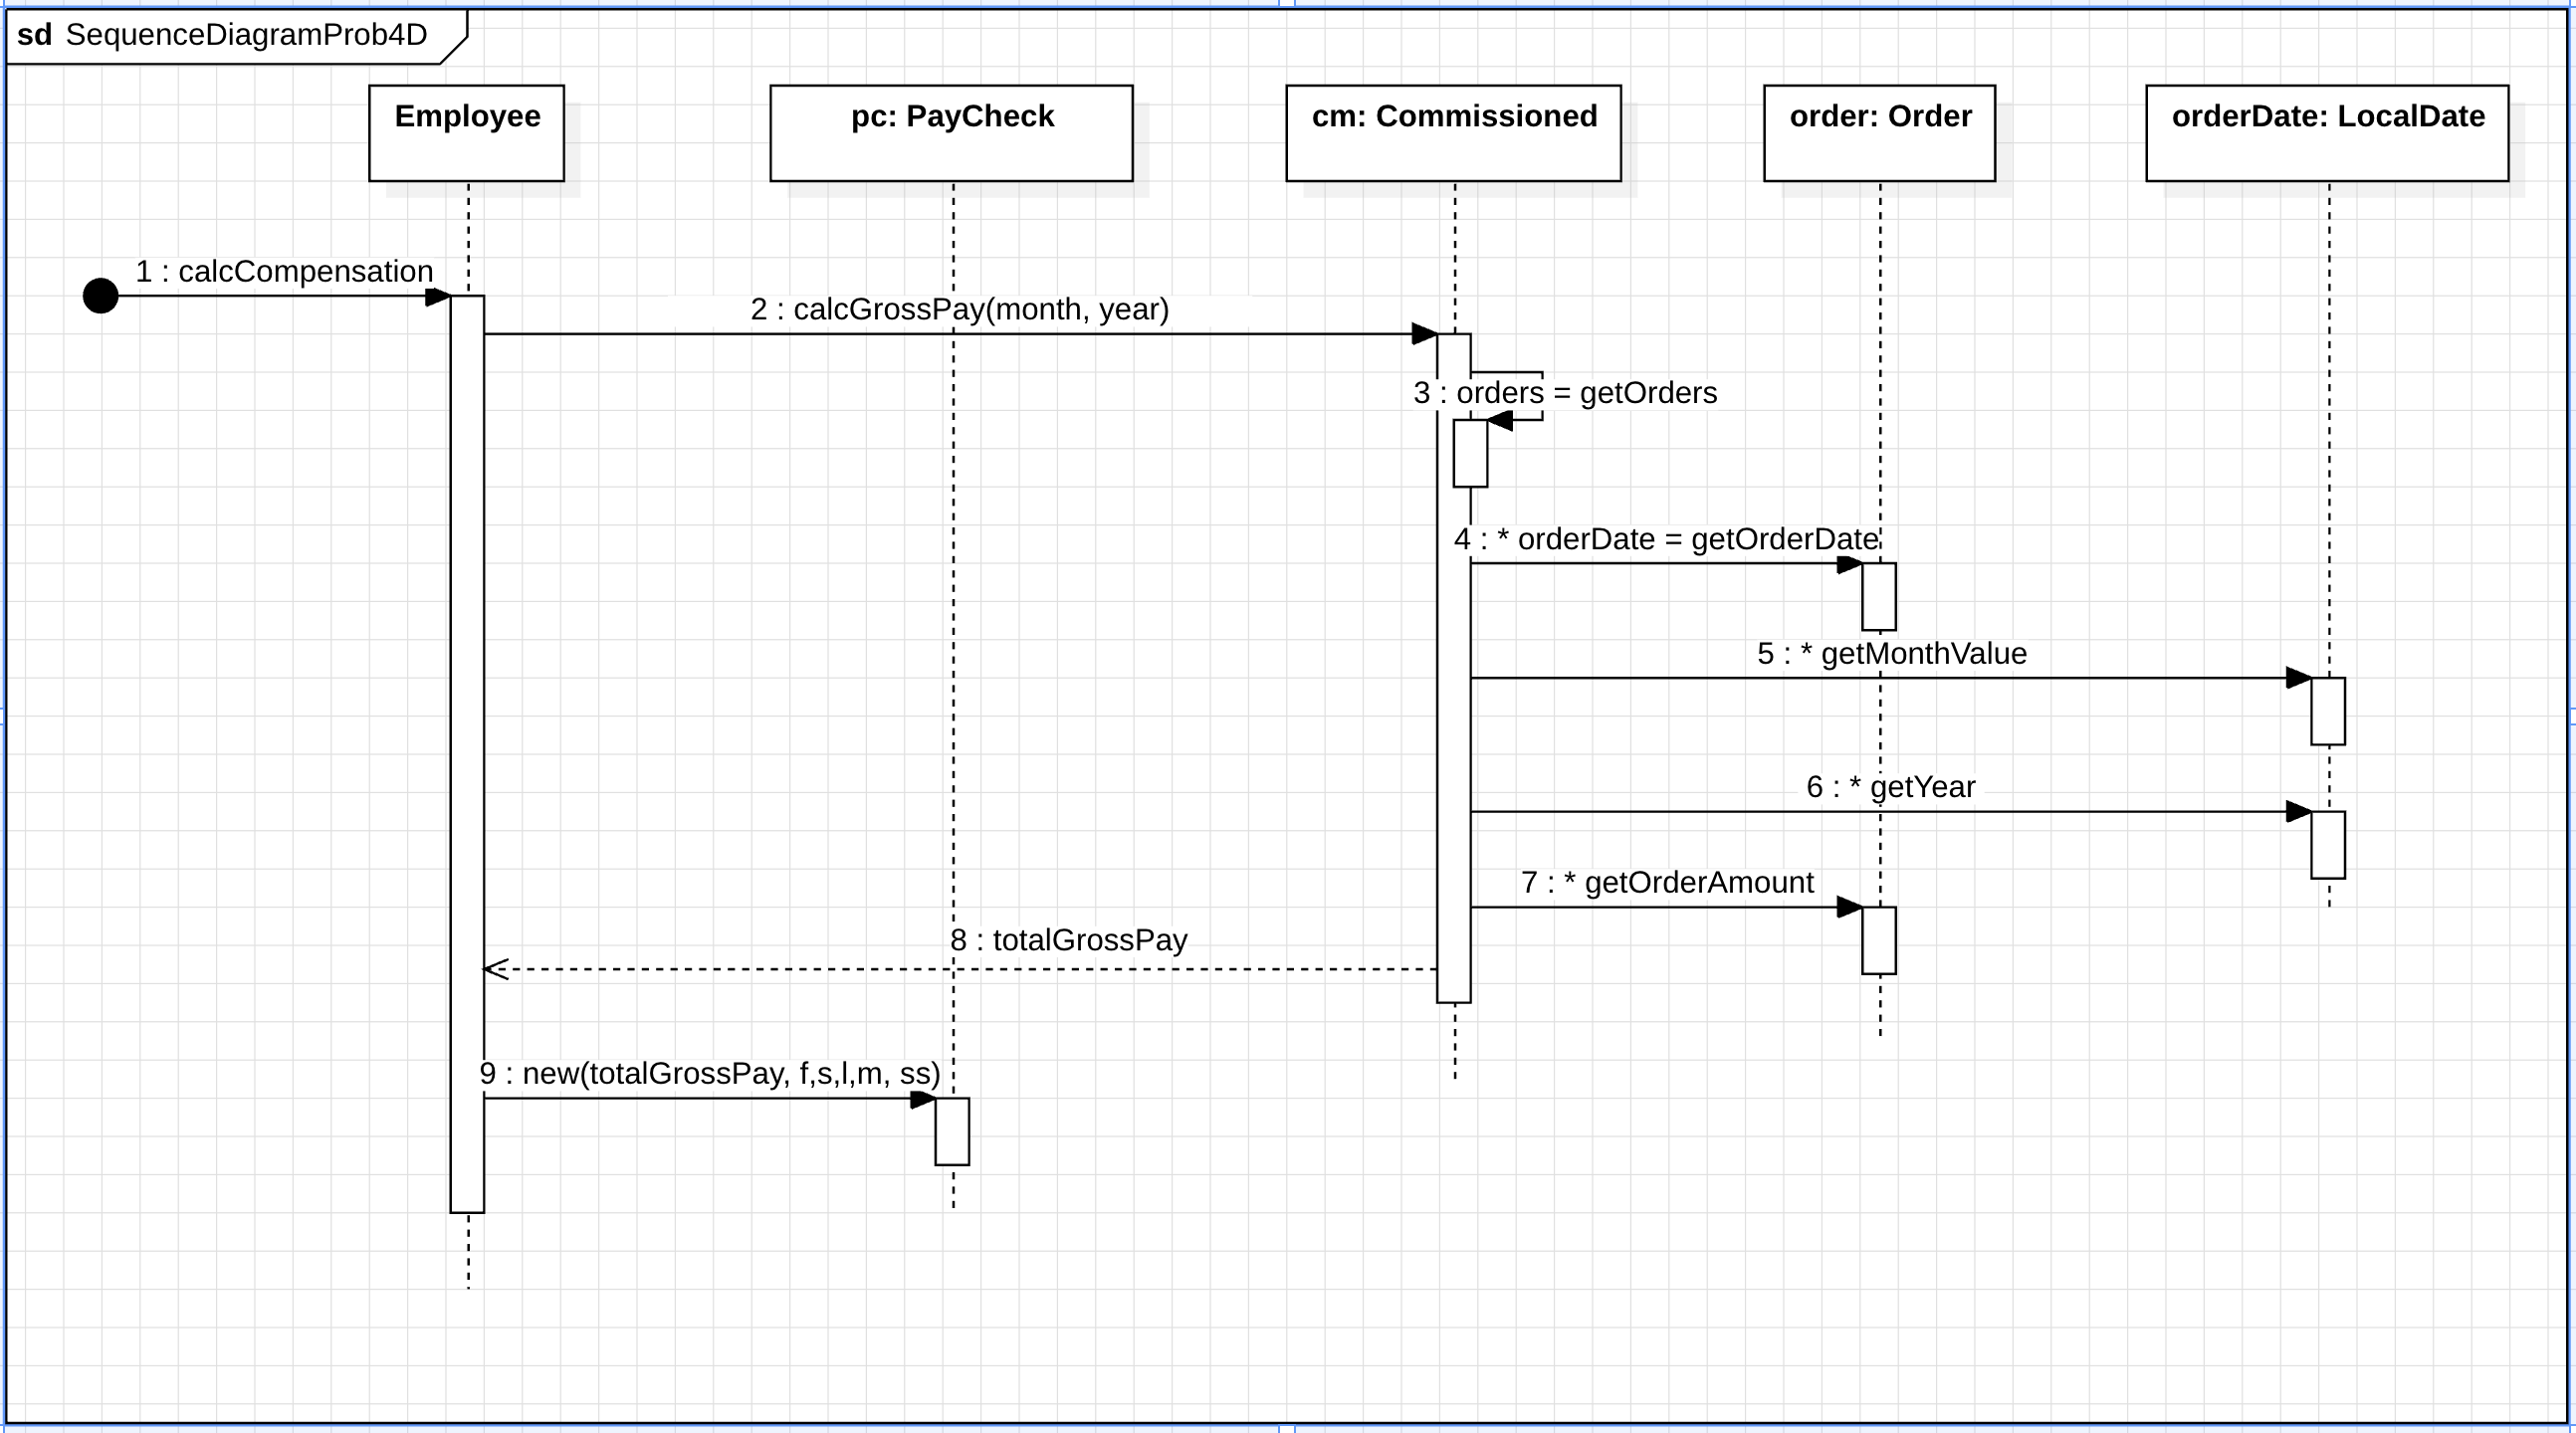 sd SequenceDiagramProb4D
Employee
pc: PayCheck
cm: Commissioned
order: Order
orderDate: LocalDate
1 : calcCompensation
2 : calcGrossPay(month, year)
3 : orders = getOrders
4 : * orderDate = getOrderDate
5 : * getMonthValue
6 : * getYear
7 : * getOrderAmount
8 : totalGrossPay
9 : new(totalGrossPay, f,s,l,m, ss)